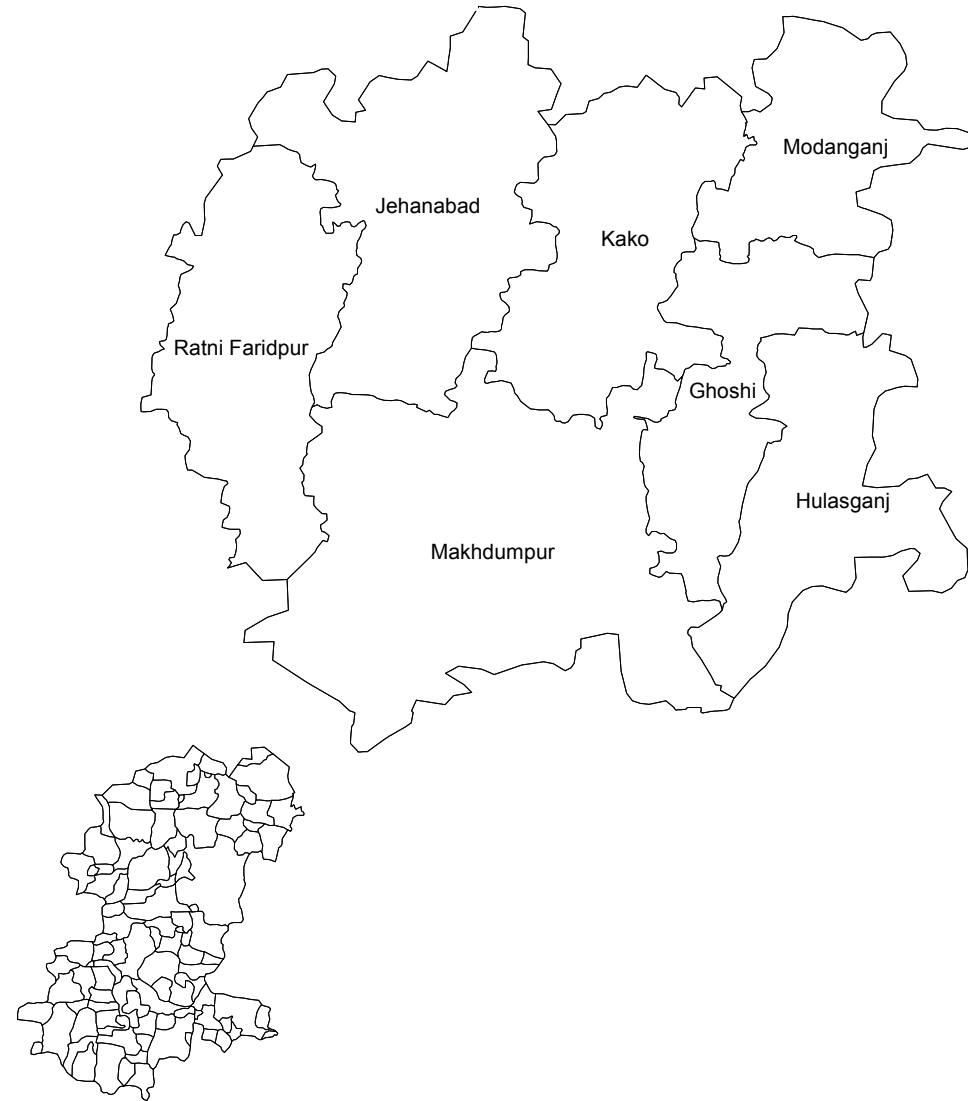 Modanganj
Jehanabad
Kako
Ratni Faridpur
Ghoshi
Hulasganj
Makhdumpur